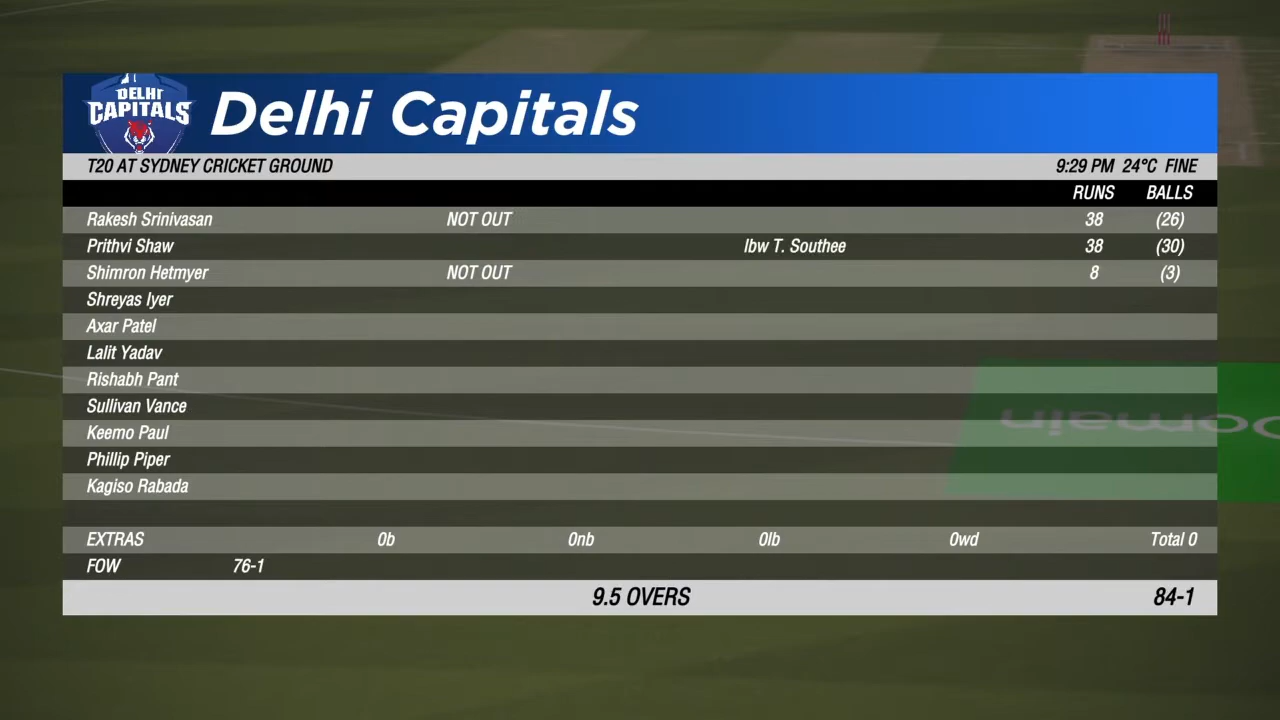 DELHI CAPITALS
Delhi Capitals
T20 AT SYDNEY CRICKET GROUND 9:29 PM 24°C FINE
RUNS BALLS
Rakesh Srinivasan NOT OUT 38 (26)
Prithvi Shaw lbw T. Southee 38 (30)
Shimron Hetmyer NOT OUT 8 (3)
Shreyas Iyer
Axar Patel
Lalit Yadav
Rishabh Pant
Sullivan Vance
Keemo Paul
Phillip Piper
Kagiso Rabada
EXTRAS 0b 0nb 0lb 0wd Total 0
FOW 76-1
9.5 OVERS 84-1
Domain